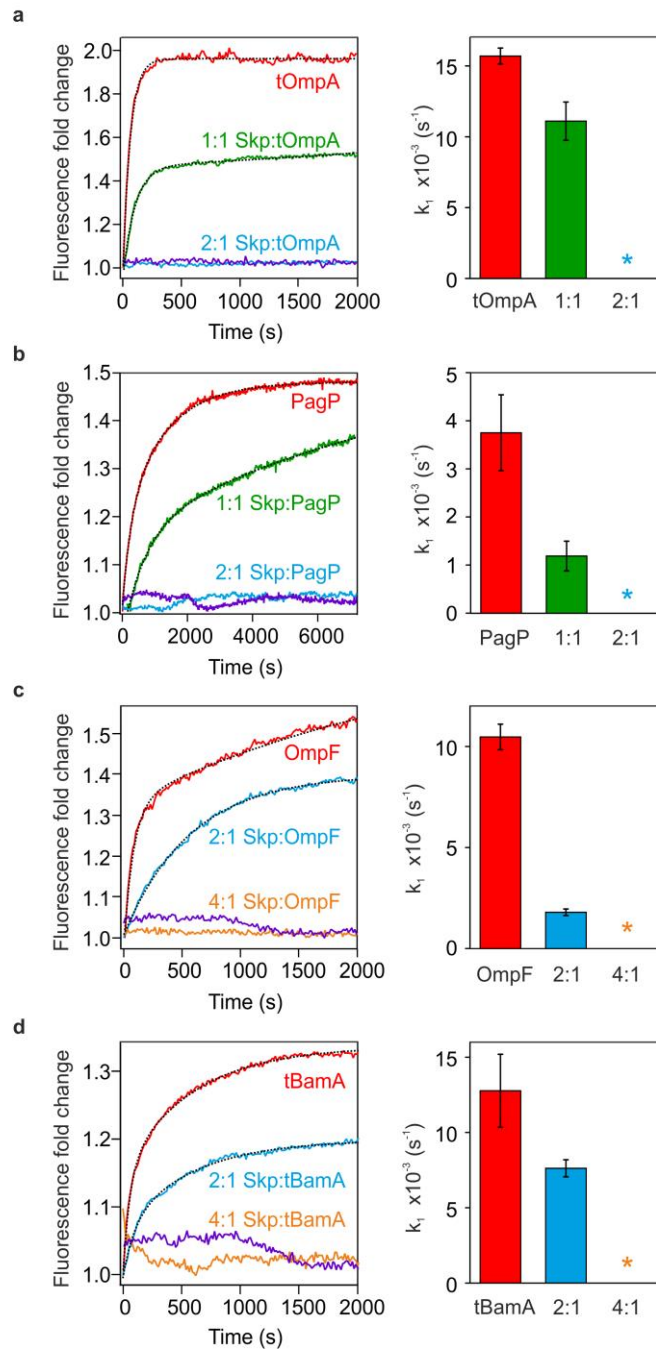 a
Fluorescence fold change
2.0
1.8
1.6
1.4
1.2
1.0
tOmpA
1:1 Skp:tOmpA
2:1 Skp:tOmpA
0 500 1000 1500 2000
Time (s)
k₁ x10⁻³ (s⁻¹)
15
10
5
0
*
tOmpA 1:1 2:1
b
Fluorescence fold change
1.5
1.4
1.3
1.2
1.1
1.0
PagP
1:1 Skp:PagP
2:1 Skp:PagP
0 2000 4000 6000
Time (s)
k₁ x10⁻³ (s⁻¹)
5
4
3
2
1
0
*
PagP 1:1 2:1
c
Fluorescence fold change
1.5
1.4
1.3
1.2
1.1
1.0
OmpF
2:1 Skp:OmpF
4:1 Skp:OmpF
0 500 1000 1500 2000
Time (s)
k₁ x10⁻³ (s⁻¹)
10
5
0
*
OmpF 2:1 4:1
d
Fluorescence fold change
1.3
1.2
1.1
1.0
tBamA
2:1 Skp:tBamA
4:1 Skp:tBamA
0 500 1000 1500 2000
Time (s)
k₁ x10⁻³ (s⁻¹)
15
10
5
0
*
tBamA 2:1 4:1